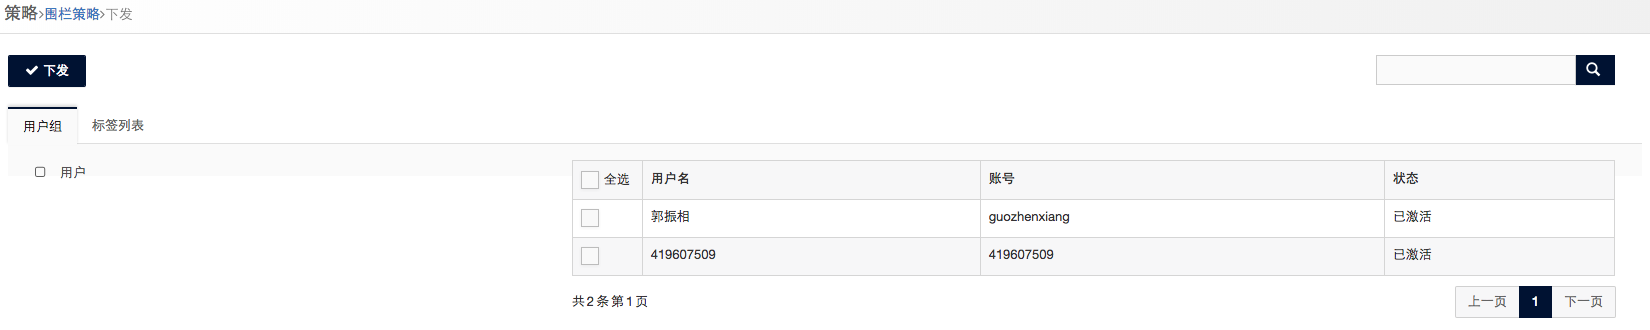 策略>围栏策略>下发
下发
用户组 标签列表
用户
全选 用户名 账号 状态
郭振相 guozhenxiang 已激活
419607509 419607509 已激活
共2条第1页 上一页 1 下一页